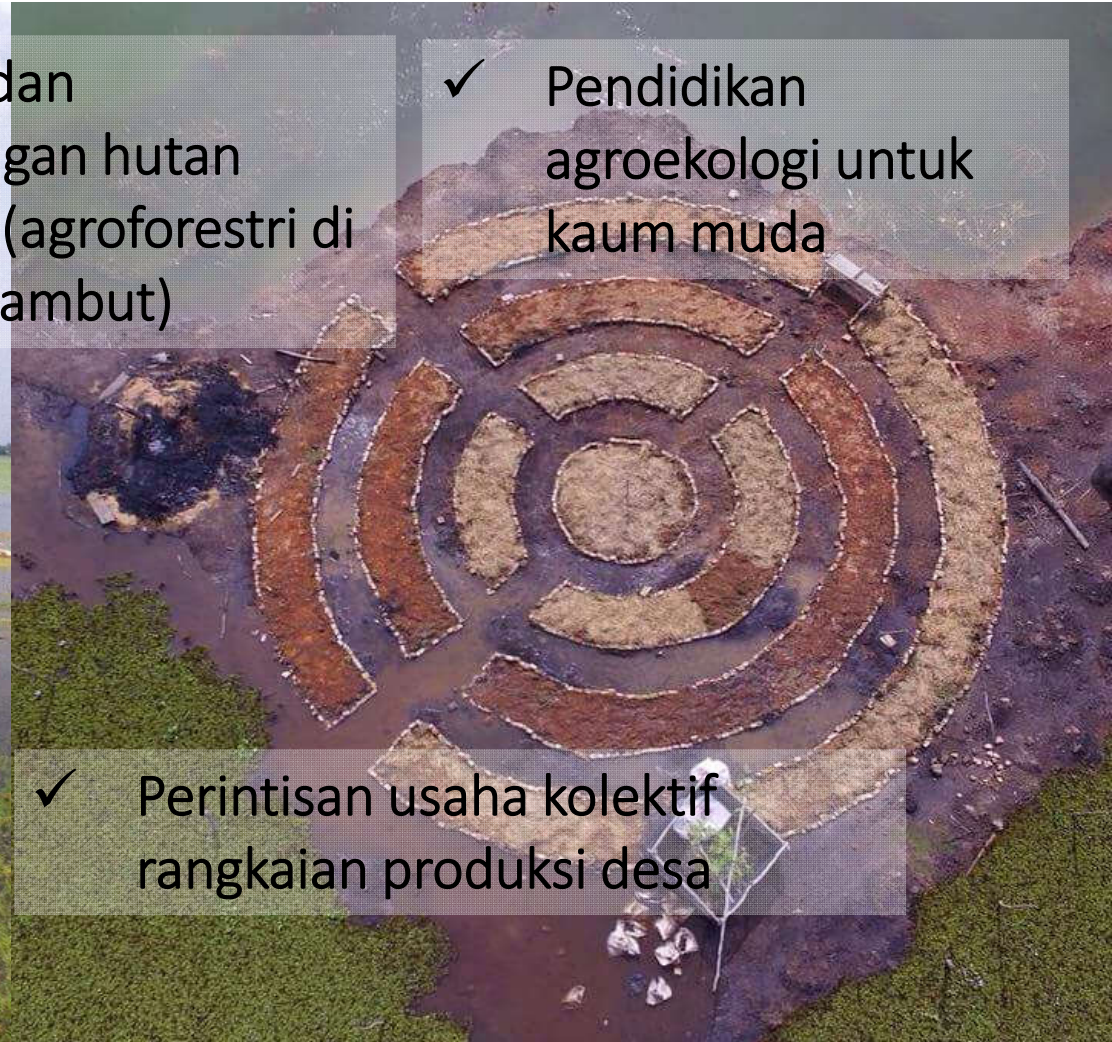 dan
gan hutan
(agroforestri di
ambut)
✓ Pendidikan
agroekologi untuk
kaum muda
✓ Perintisan usaha kolektif
rangkaian produksi desa